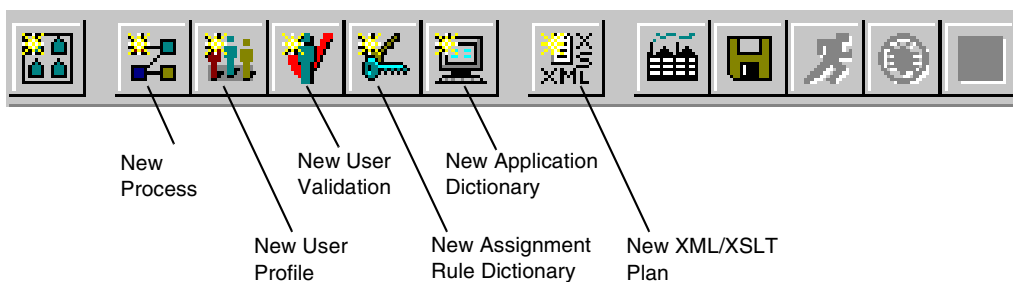 XS
XML
New
Process
New User
Validation
New Application
Dictionary
New User
Profile
New Assignment
Rule Dictionary
New XML/XSLT
Plan